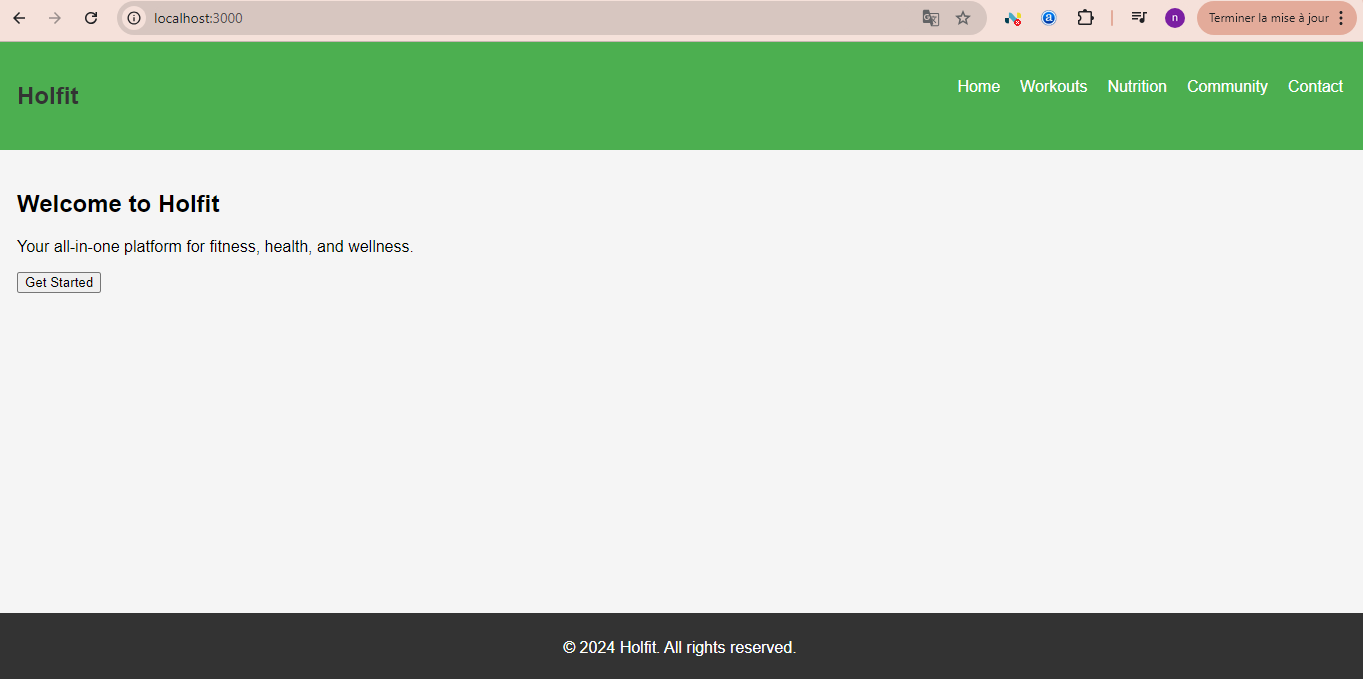 localhost:3000
a
n
Terminer la mise à jour
Holfit
Home Workouts Nutrition Community Contact
Welcome to Holfit
Your all-in-one platform for fitness, health, and wellness.
Get Started
© 2024 Holfit. All rights reserved.